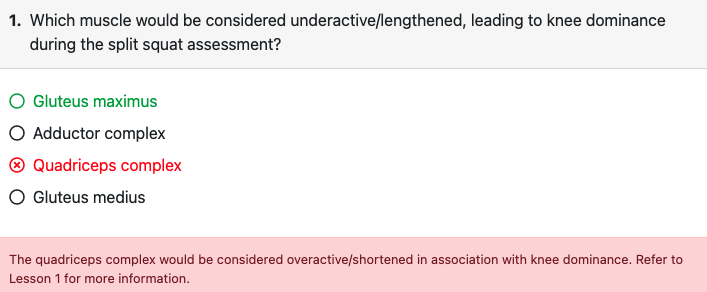 1. Which muscle would be considered underactive/lengthened, leading to knee dominance
during the split squat assessment?
Gluteus maximus
Adductor complex
Quadriceps complex
Gluteus medius
The quadriceps complex would be considered overactive/shortened in association with knee dominance. Refer to
Lesson 1 for more information.